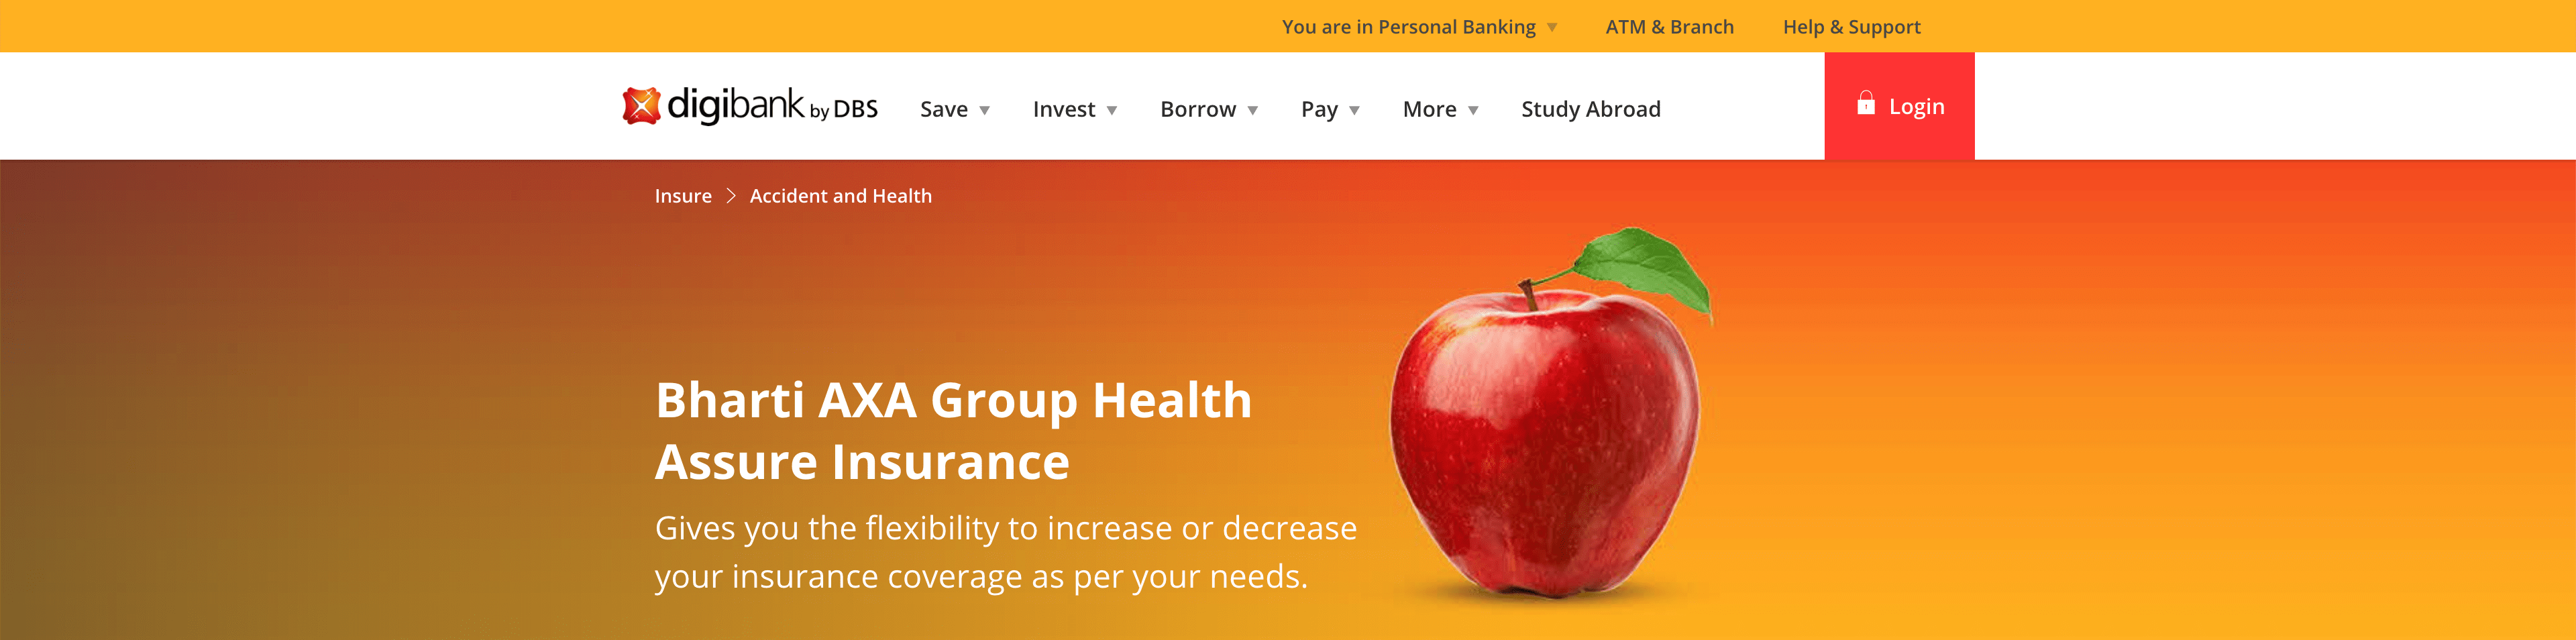 You are in Personal Banking ATM & Branch Help & Support
digibank by DBS Save Invest Borrow Pay More Study Abroad Login
Insure > Accident and Health
Bharti AXA Group Health
Assure Insurance
Gives you the flexibility to increase or decrease
your insurance coverage as per your needs.